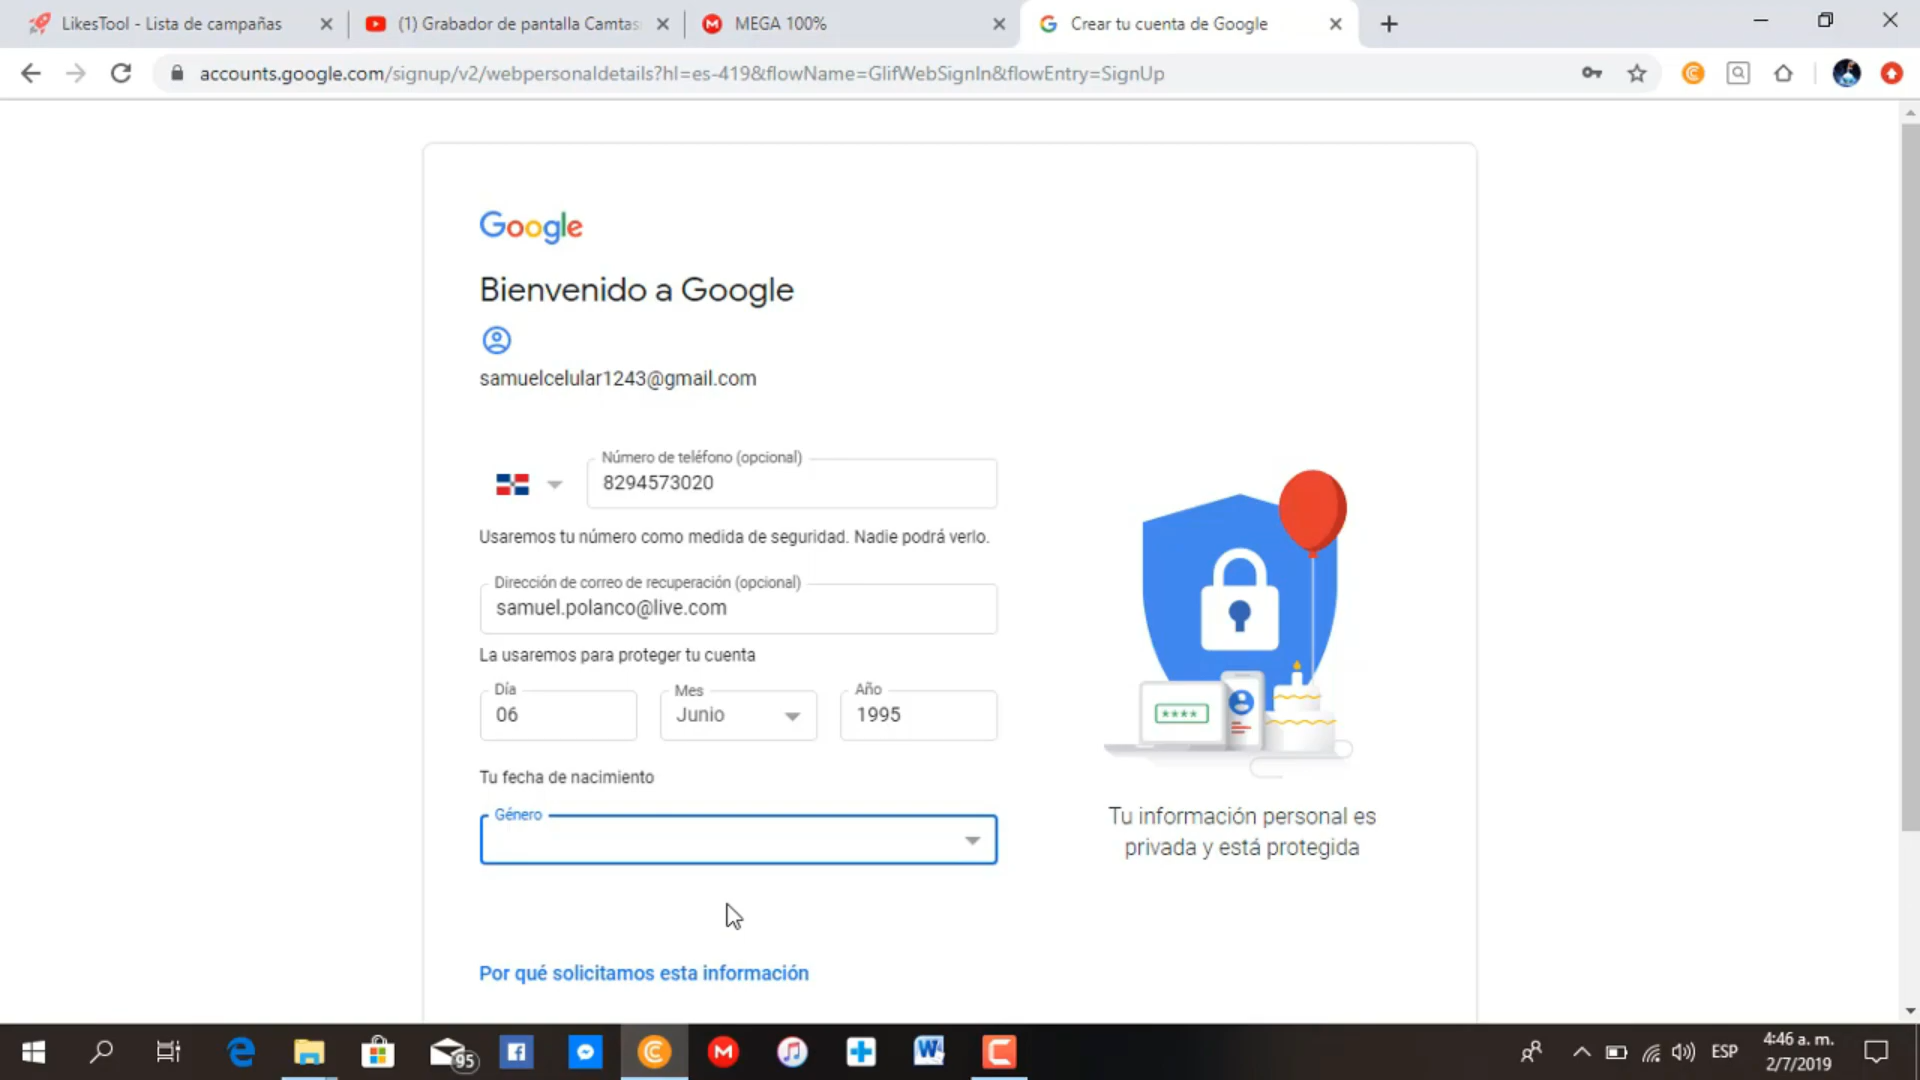 LikesTool - Lista de campañas
(1) Grabador de pantalla Camtas
MEGA 100%
Crear tu cuenta de Google
accounts.google.com/signup/v2/webpersonaldetails?hl=es-419&flowName=GlifWebSignIn&flowEntry=SignUp
Google
Bienvenido a Google
samuelcelular1243@gmail.com
Número de teléfono (opcional)
8294573020
Usaremos tu número como medida de seguridad. Nadie podrá verlo.
Dirección de correo de recuperación (opcional)
samuel.polanco@live.com
La usaremos para proteger tu cuenta
Día
06
Mes
Junio
Año
1995
Tu fecha de nacimiento
Género
Por qué solicitamos esta información
****
Tu información personal es
privada y está protegida
95
ESP
4:46 a. m.
2/7/2019